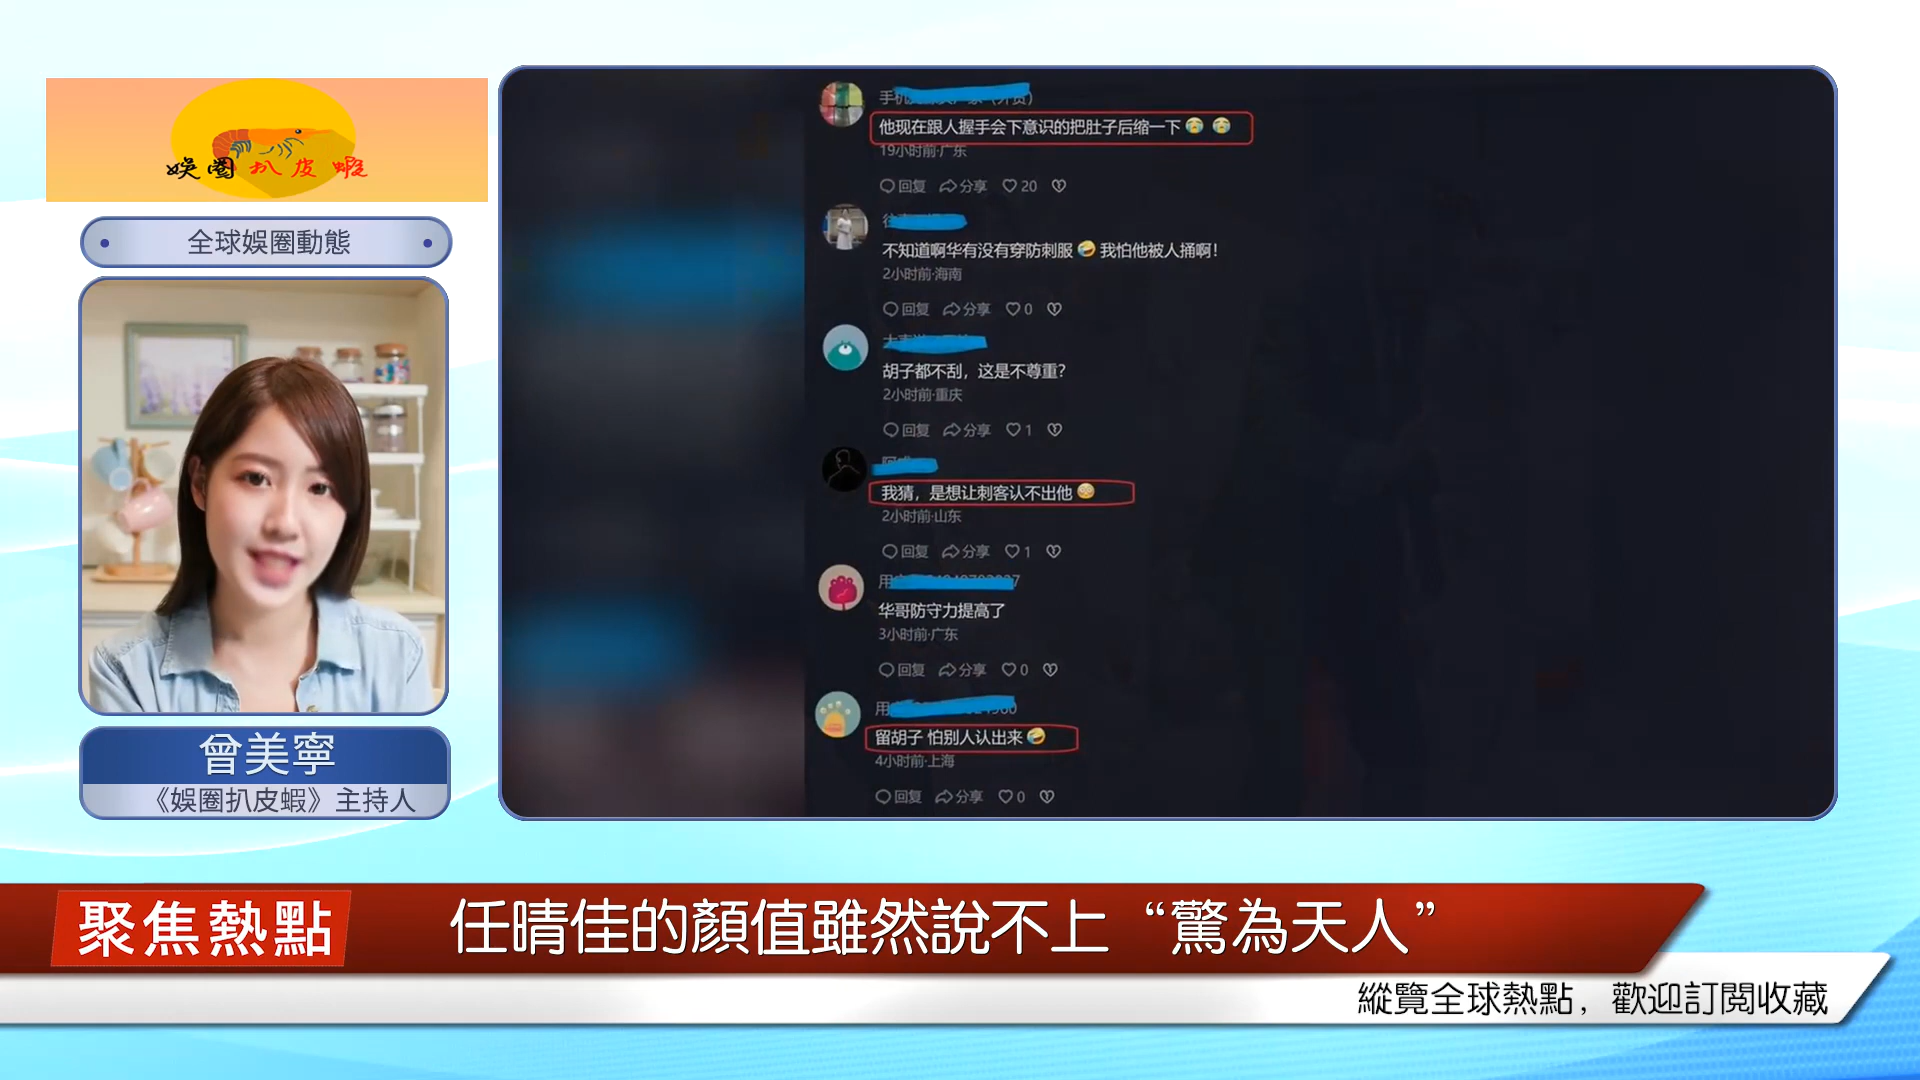 娛圈扒皮蝦
全球娛圈動態
曾美寧
《娛圈扒皮蝦》主持人
他现在跟人握手会下意识的把肚子后缩一下
19小时前·广东
回复 分享 20
不知道啊华有没有穿防刺服 我怕他被人捅啊!
2小时前·海南
回复 分享 0
胡子都不刮，这是不尊重?
2小时前·重庆
回复 分享 1
我猜，是想让刺客认不出他
2小时前·山东
回复 分享 1
华哥防守力提高了
3小时前·广东
回复 分享 0
留胡子 怕别人认出来
4小时前·上海
回复 分享 0
聚焦熱點
任晴佳的顏值雖然說不上“驚為天人”
縱覽全球熱點，歡迎訂閱收藏